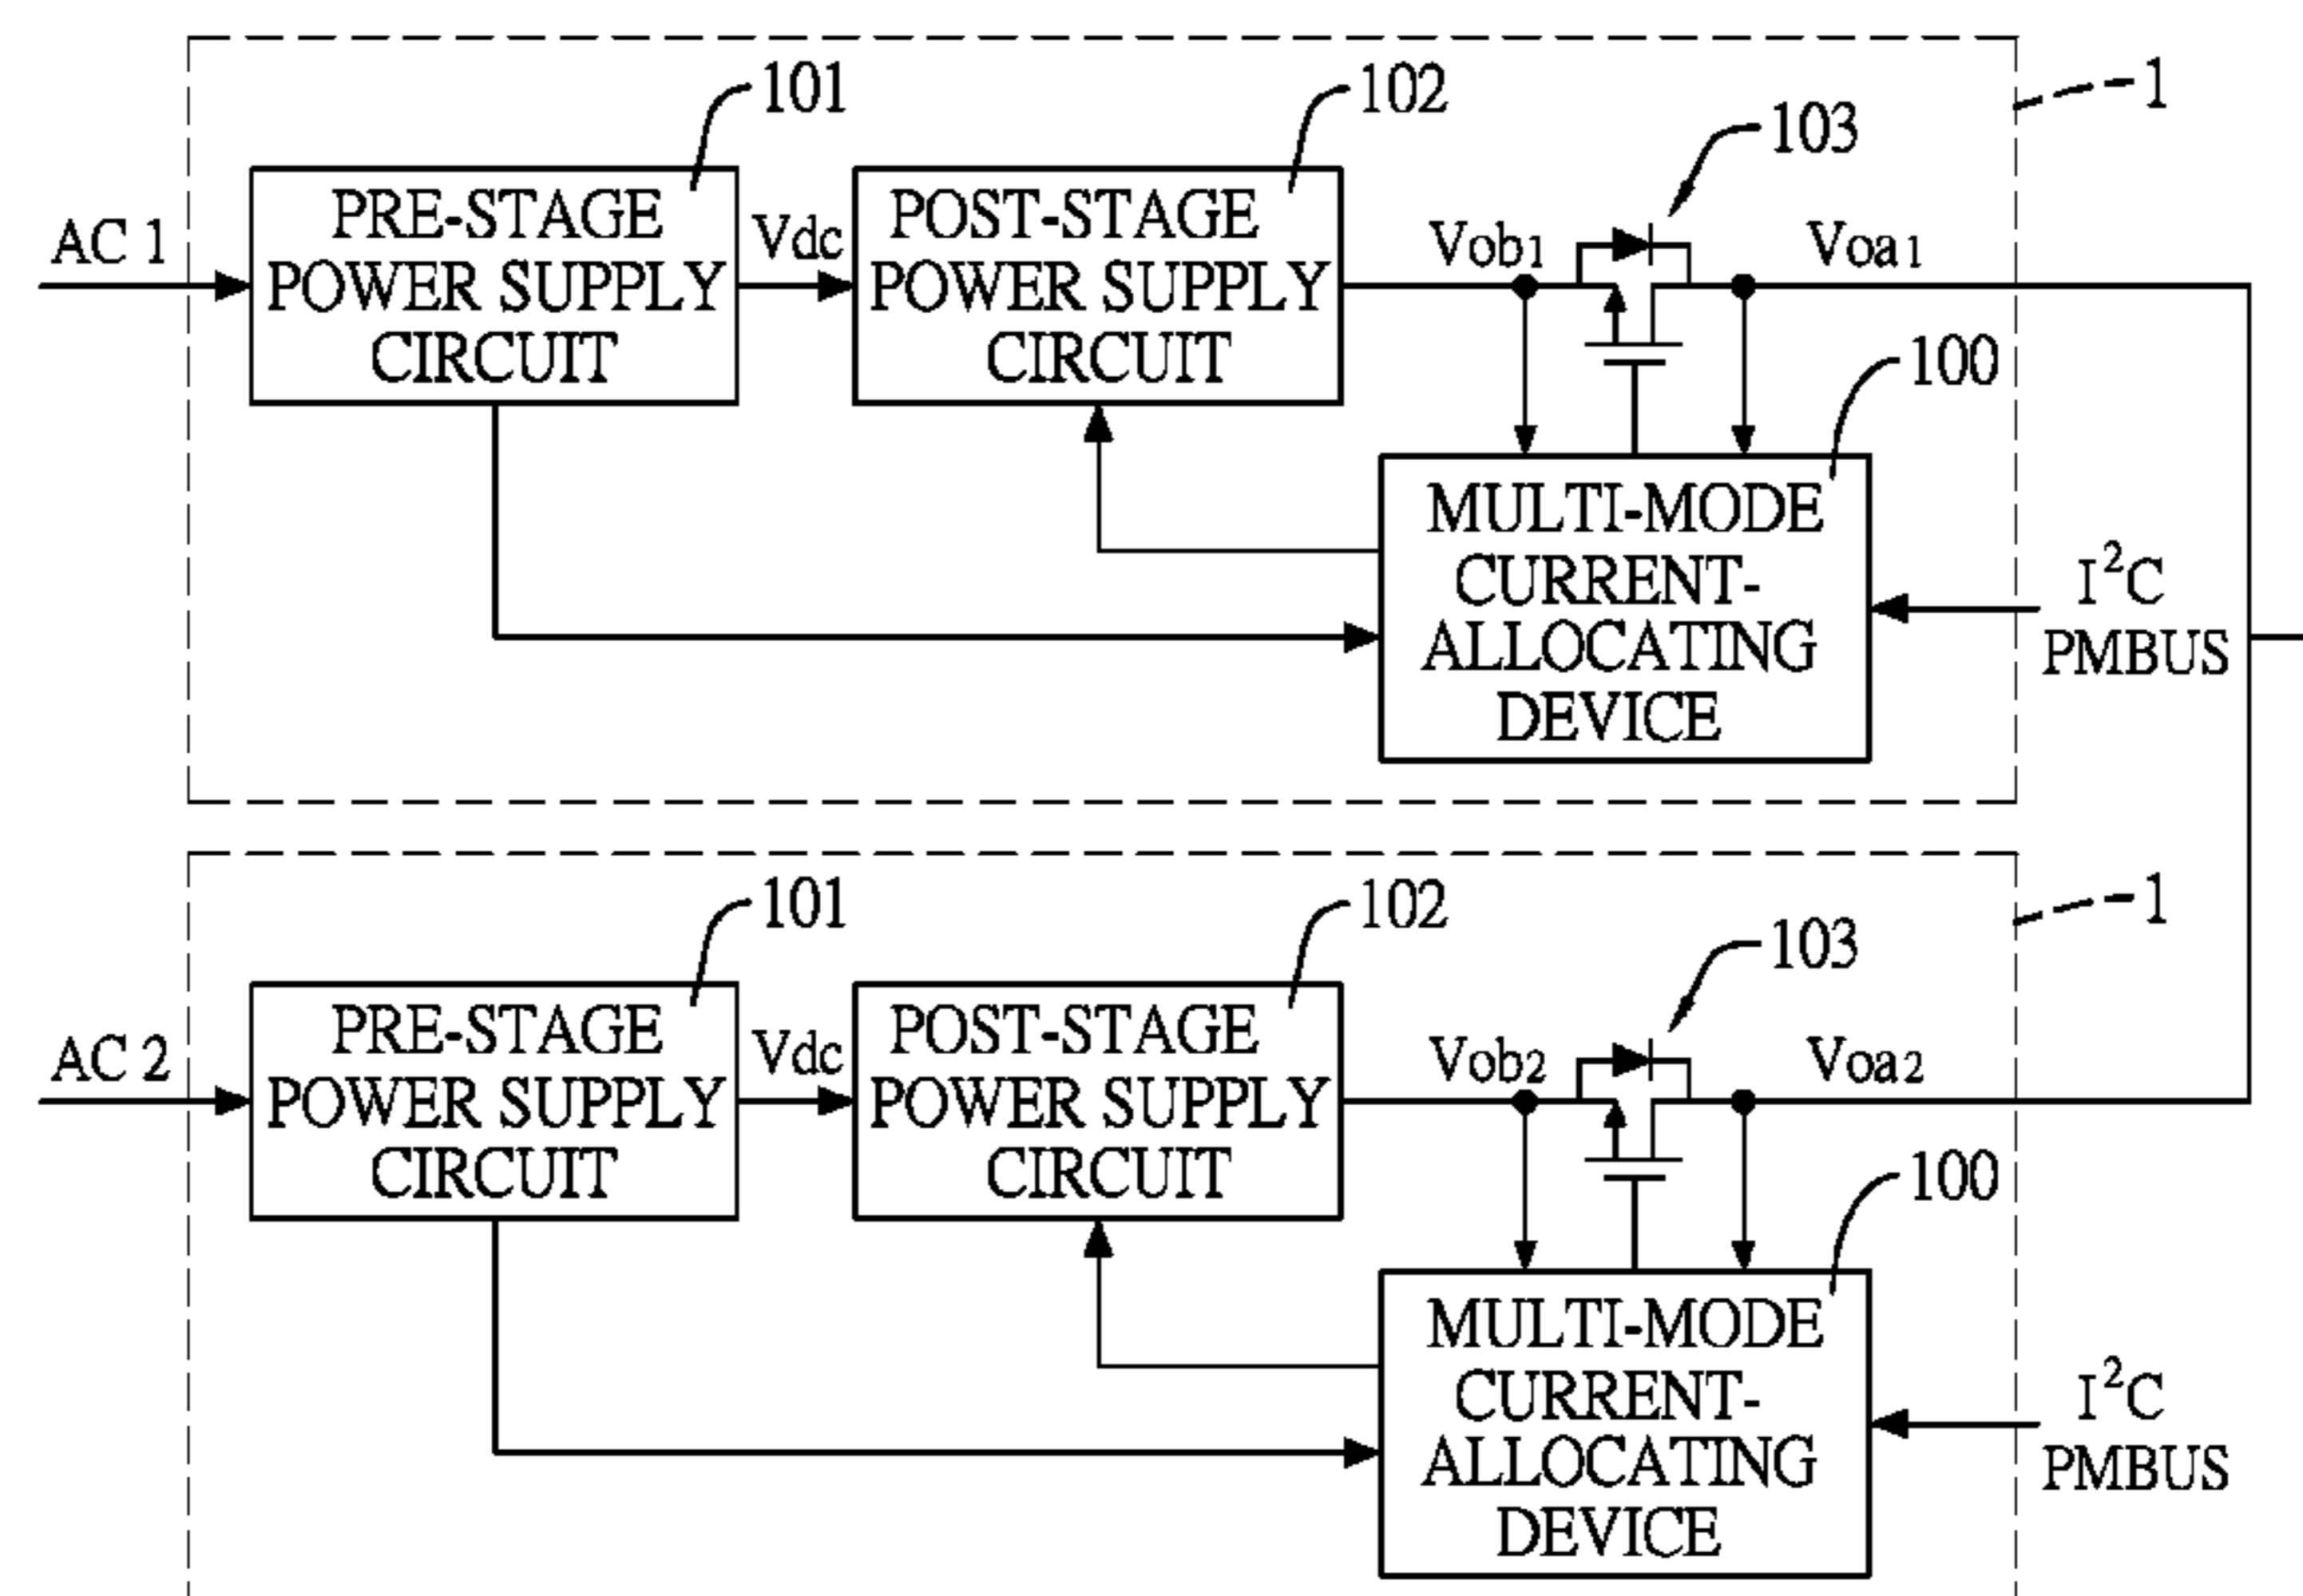 1
101
102
103
AC 1
PRE-STAGE
POWER SUPPLY
CIRCUIT
Vdc
POST-STAGE
POWER SUPPLY
CIRCUIT
Vob1
Voa1
100
MULTI-MODE
CURRENT-
ALLOCATING
DEVICE
I²C
PMBUS
1
101
102
103
AC 2
PRE-STAGE
POWER SUPPLY
CIRCUIT
Vdc
POST-STAGE
POWER SUPPLY
CIRCUIT
Vob2
Voa2
100
MULTI-MODE
CURRENT-
ALLOCATING
DEVICE
I²C
PMBUS